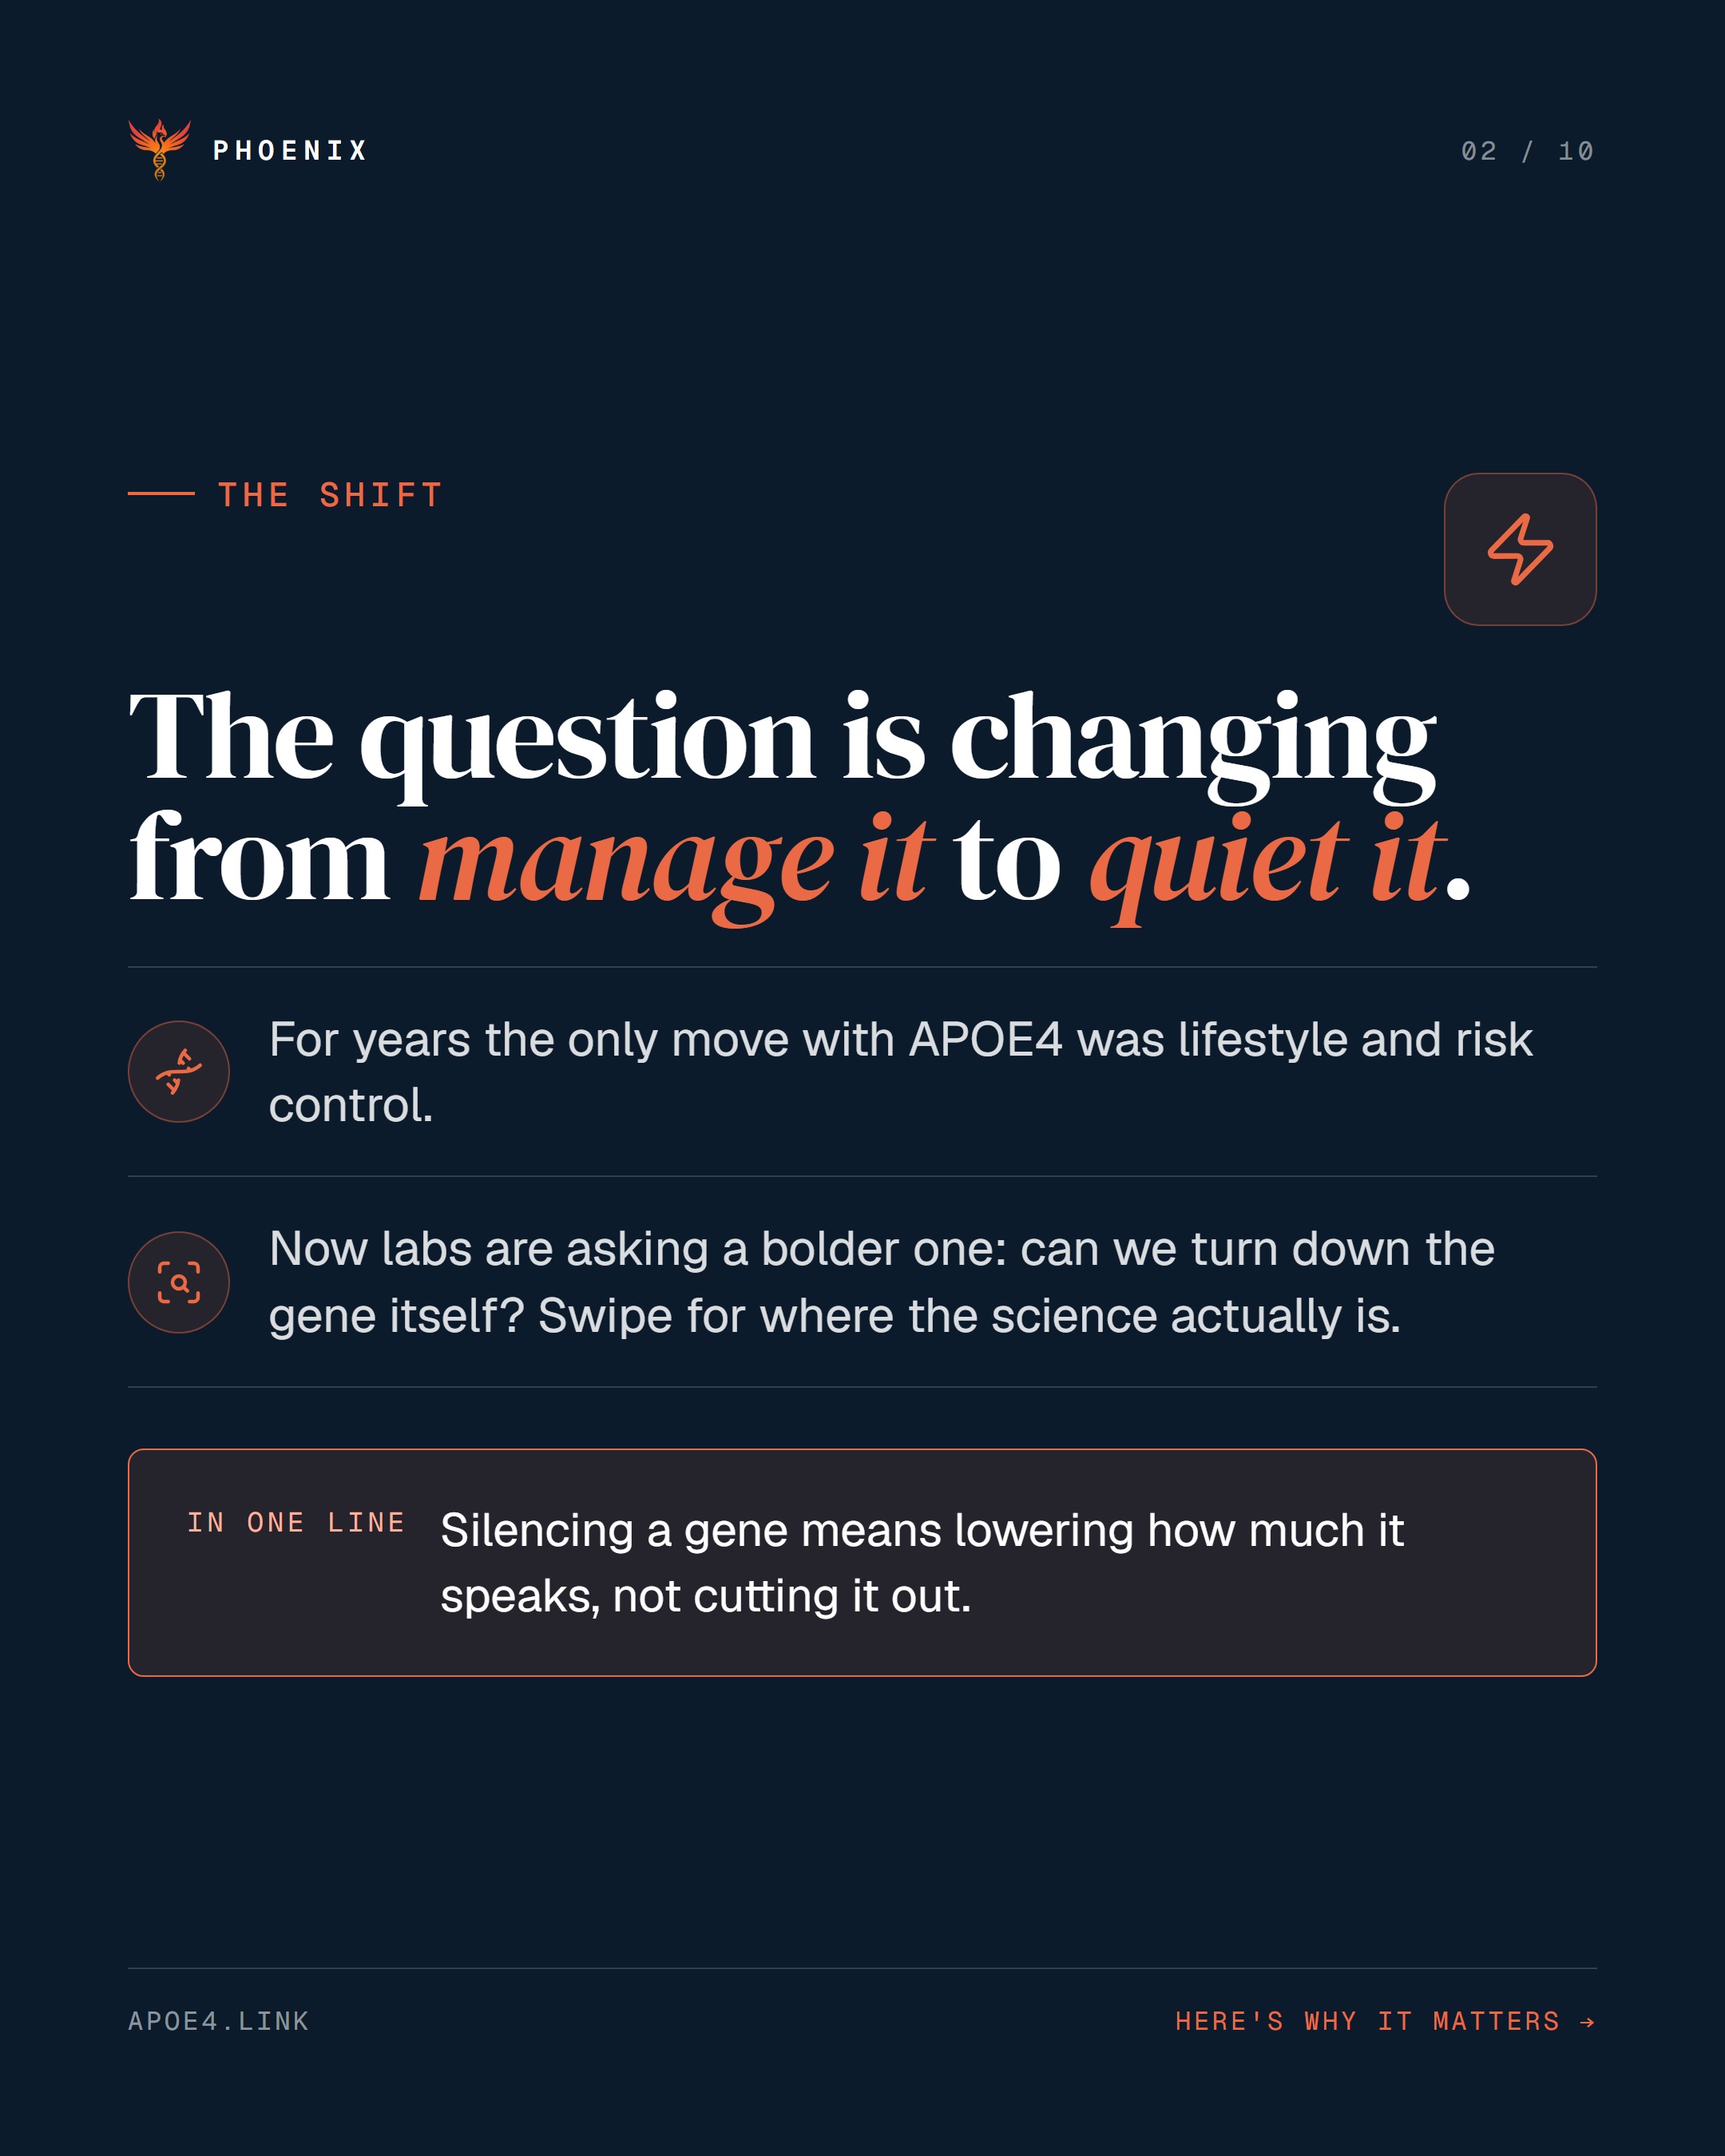 PHOENIX
02 / 10
THE SHIFT
The question is changing
from manage it to quiet it.
For years the only move with APOE4 was lifestyle and risk
control.
Now labs are asking a bolder one: can we turn down the
gene itself? Swipe for where the science actually is.
IN ONE LINE
Silencing a gene means lowering how much it
speaks, not cutting it out.
APOE4.LINK
HERE'S WHY IT MATTERS →